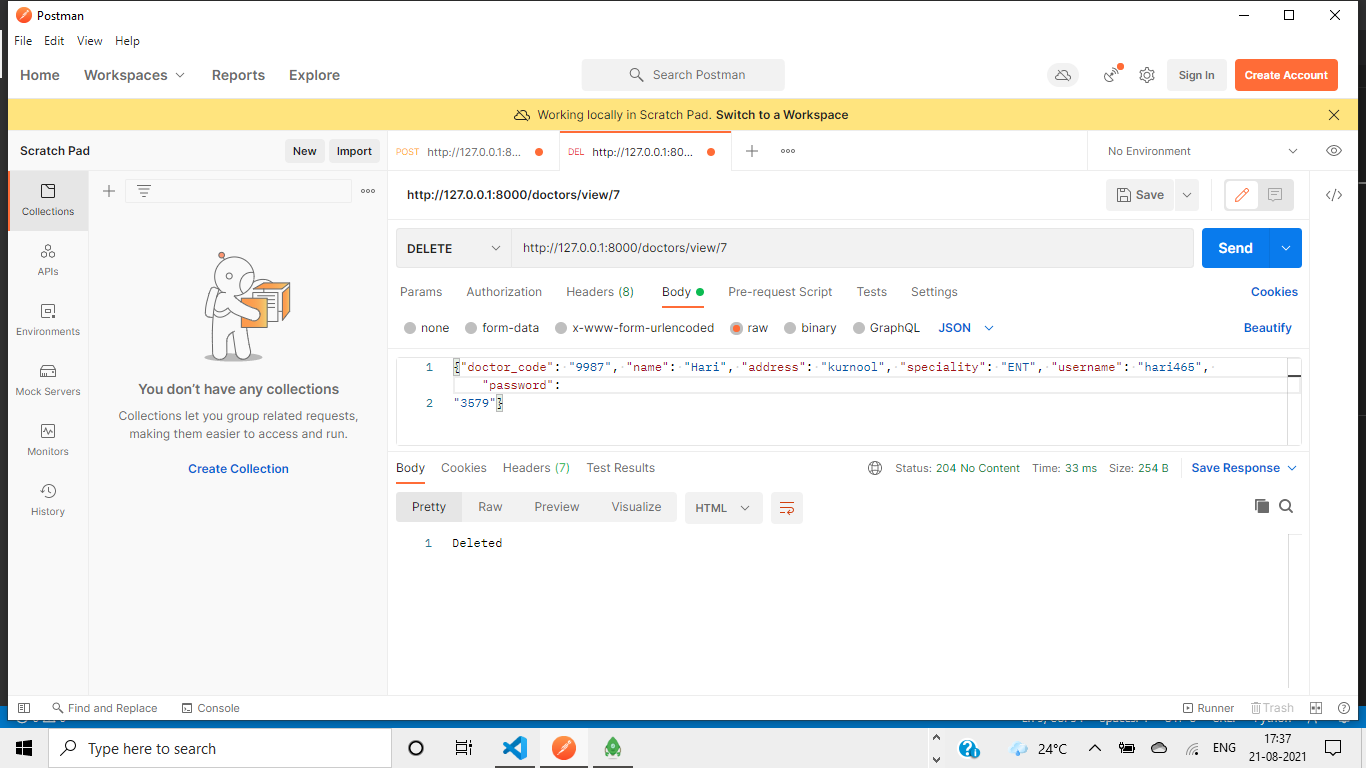 Postman
File Edit View Help
Home Workspaces Reports Explore Search Postman Sign In Create Account
Working locally in Scratch Pad. Switch to a Workspace
Scratch Pad New Import POST http://127.0.0.1:8... DEL http://127.0.0.1:80... No Environment
http://127.0.0.1:8000/doctors/view/7 Save
Collections
APIs
Environments
Mock Servers
Monitors
History
You don't have any collections
Collections let you group related requests,
making them easier to access and run.
Create Collection
DELETE http://127.0.0.1:8000/doctors/view/7 Send
Params Authorization Headers (8) Body Pre-request Script Tests Settings Cookies
none form-data x-www-form-urlencoded raw binary GraphQL JSON Beautify
1 {"doctor_code": "9987", "name": "Hari", "address": "kurnool", "speciality": "ENT", "username": "hari465",
"password":
2 "3579"}
Body Cookies Headers (7) Test Results Status: 204 No Content Time: 33 ms Size: 254 B Save Response
Pretty Raw Preview Visualize HTML
1 Deleted
Find and Replace Console Runner Trash
Type here to search 24°C ENG 17:37
21-08-2021